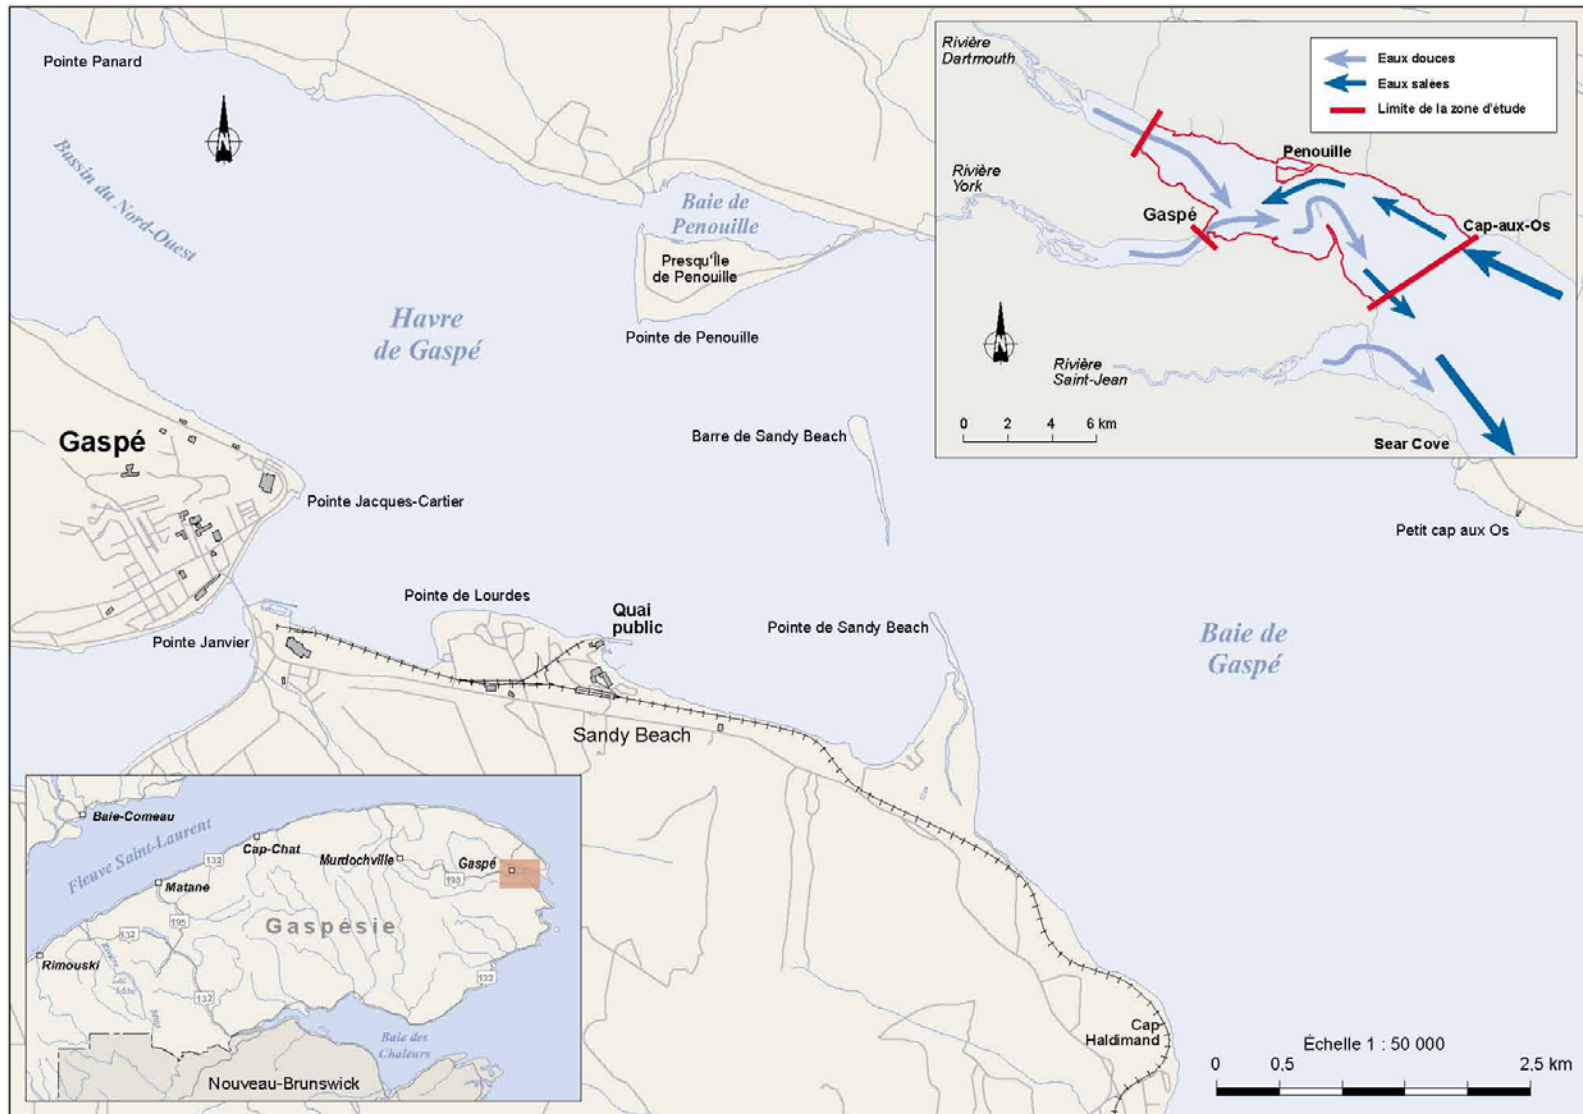 Pointe Panard
Bassin du Nord-Ouest
Havre
de Gaspé
Baie de
Penouille
Presqu'Île
de Penouille
Pointe de Penouille
Gaspé
Pointe Jacques-Cartier
Barre de Sandy Beach
Pointe de Lourdes
Quai
public
Pointe Janvier
Pointe de Sandy Beach
Sandy Beach
Baie de
Gaspé
Petit cap aux Os
Cap
Haldimand
Échelle 1 : 50 000
0 0.5 2.5 km
Rivière
Dartmouth
Rivière
York
Gaspé
Penouille
Cap-aux-Os
Rivière
Saint-Jean
Sear Cove
0 2 4 6 km
Eaux douces
Eaux salées
Limite de la zone d'étude
Baie-Comeau
Fleuve Saint-Laurent
Cap-Chat
132
Murdochville
Gaspé
198
Matane
195
Gaspésie
132
Rimouski
132
132
Baie des
Chaleurs
Nouveau-Brunswick